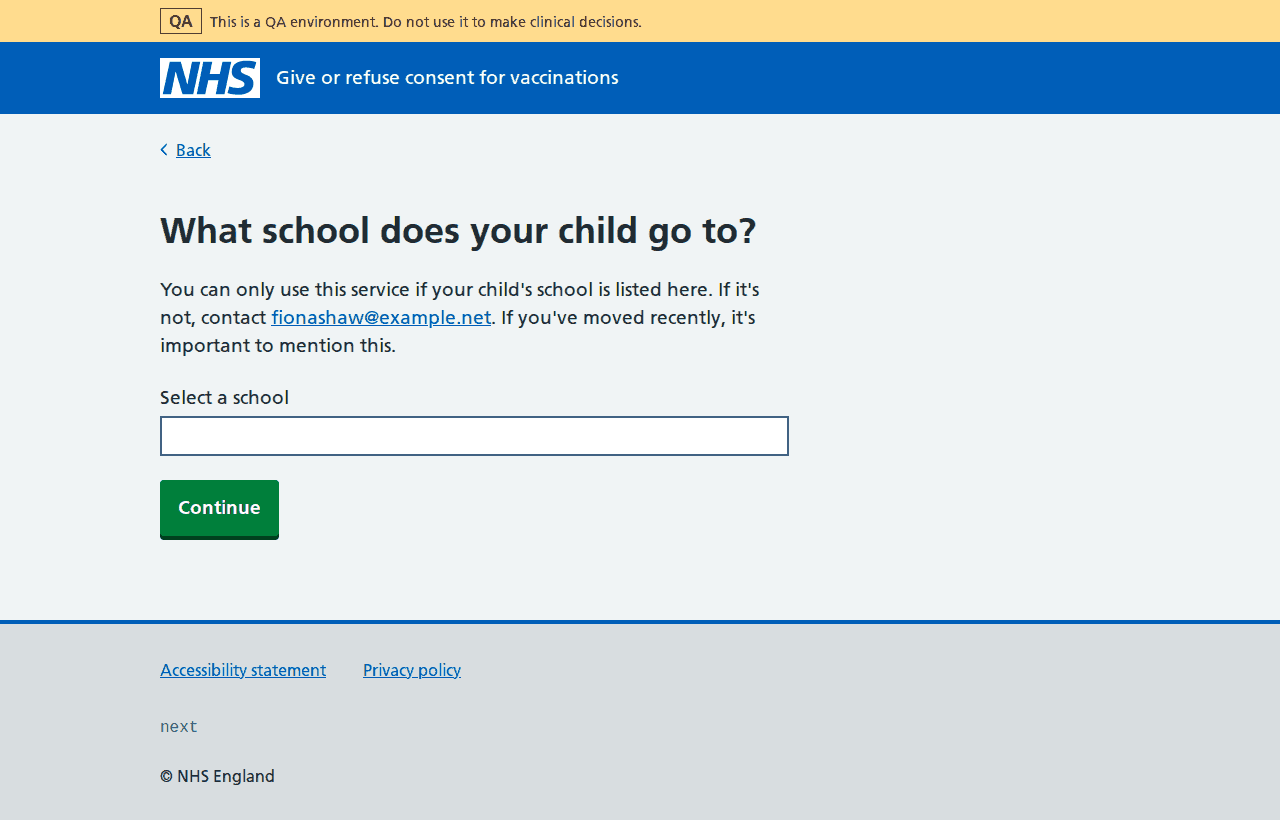 QA This is a QA environment. Do not use it to make clinical decisions.
NHS Give or refuse consent for vaccinations
Back
What school does your child go to?
You can only use this service if your child's school is listed here. If it's
not, contact fionashaw@example.net. If you've moved recently, it's
important to mention this.
Select a school
Continue
Accessibility statement Privacy policy
next
© NHS England